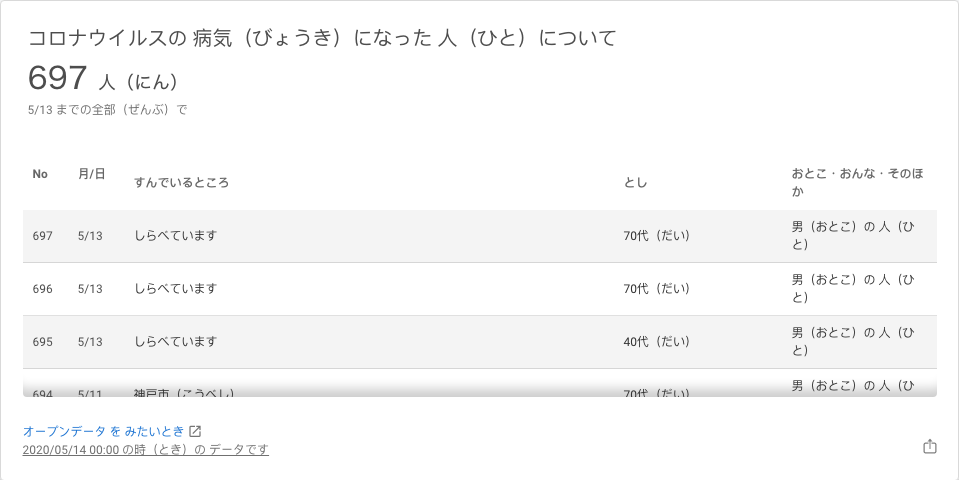 コロナウイルスの 病気（びょうき）になった 人（ひと）について
697 人（にん）
5/13 までの全部（ぜんぶ）で
No 月/日 すんでいるところ とし おとこ・おんな・そのほ
か
697 5/13 しらべています 70代（だい） 男（おとこ）の 人（ひ
と）
696 5/13 しらべています 70代（だい） 男（おとこ）の 人（ひ
と）
695 5/13 しらべています 40代（だい） 男（おとこ）の 人（ひ
と）
694 5/11 神戸市（こうべし） 70代（だい） 男（おとこ）の 人（ひ
オープンデータ を みたいとき
2020/05/14 00:00 の時（とき）の データです